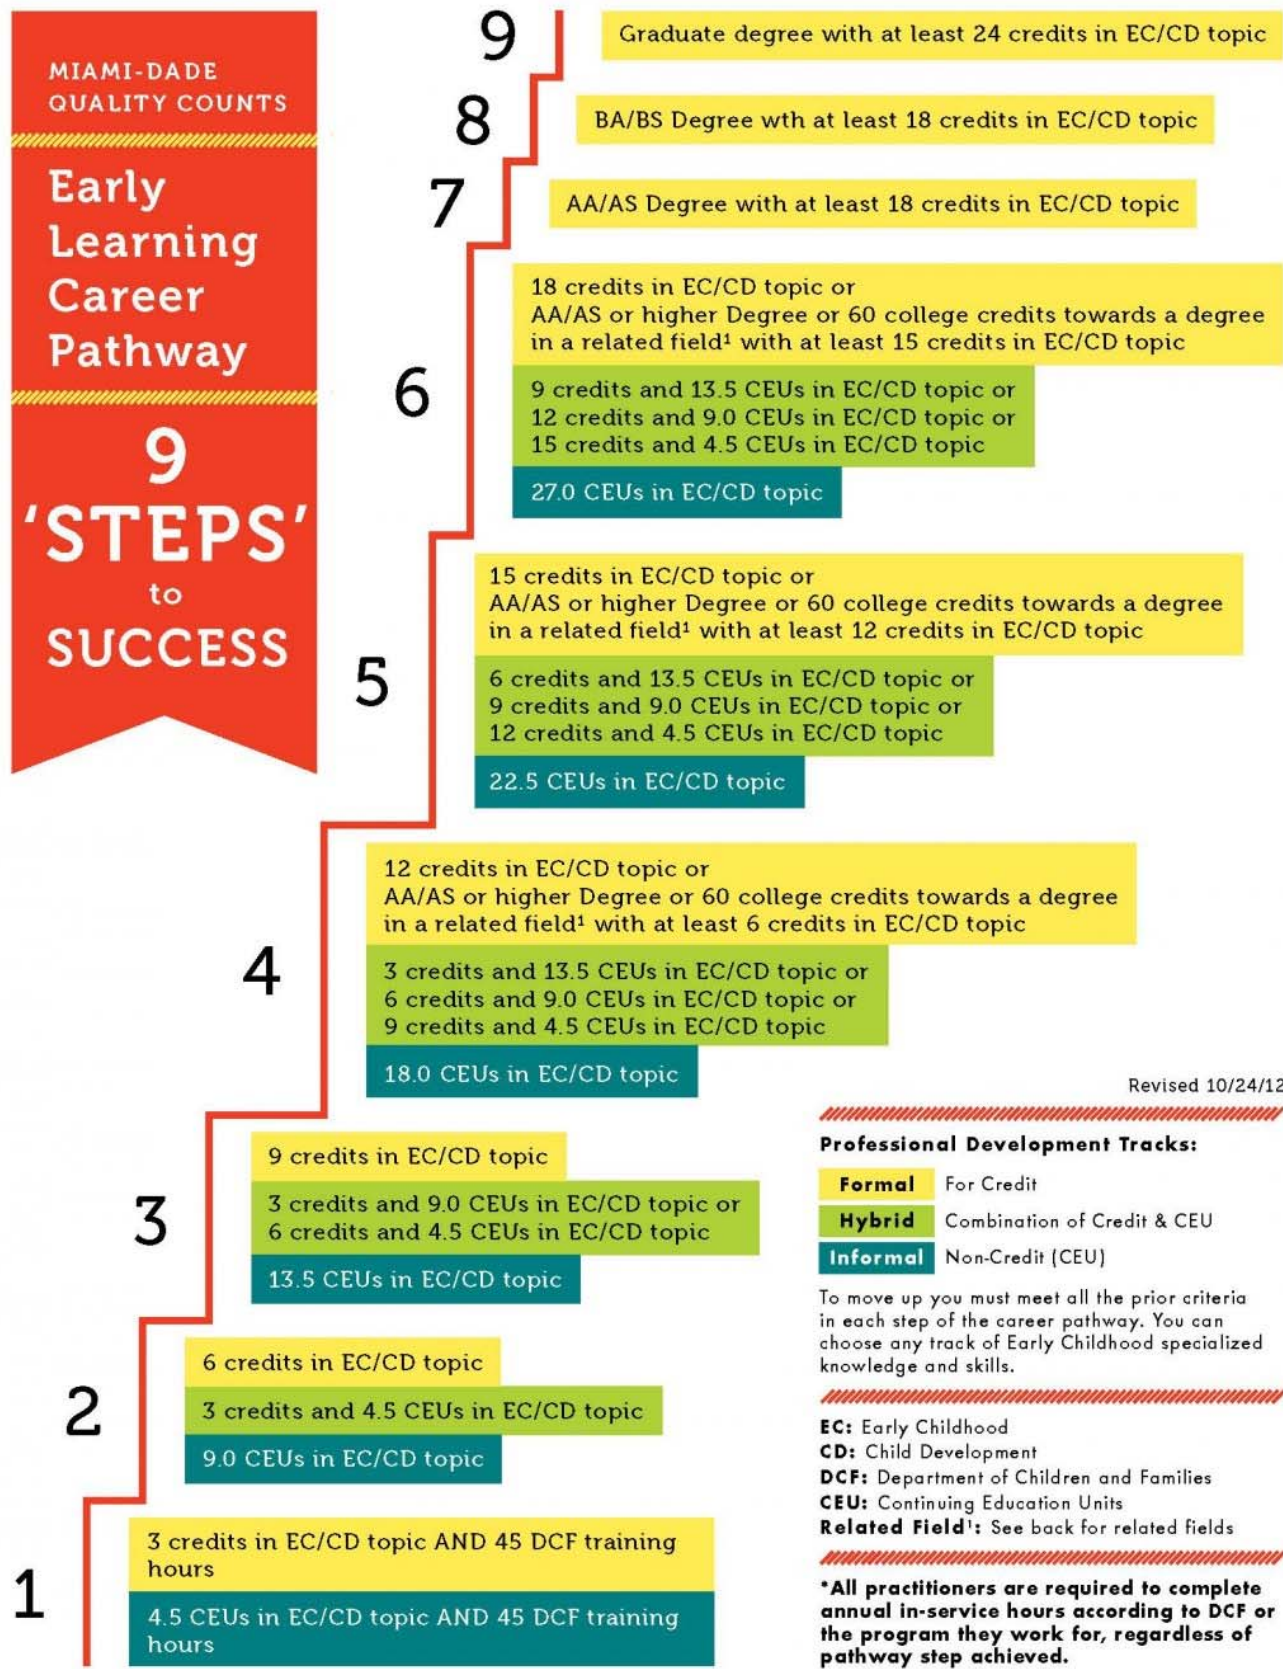 MIAMI-DADE
QUALITY COUNTS
Early
Learning
Career
Pathway
9
'STEPS'
to
SUCCESS
9
Graduate degree with at least 24 credits in EC/CD topic
8
BA/BS Degree wth at least 18 credits in EC/CD topic
7
AA/AS Degree with at least 18 credits in EC/CD topic
6
18 credits in EC/CD topic or
AA/AS or higher Degree or 60 college credits towards a degree
in a related field¹ with at least 15 credits in EC/CD topic
9 credits and 13.5 CEUs in EC/CD topic or
12 credits and 9.0 CEUs in EC/CD topic or
15 credits and 4.5 CEUs in EC/CD topic
27.0 CEUs in EC/CD topic
5
15 credits in EC/CD topic or
AA/AS or higher Degree or 60 college credits towards a degree
in a related field¹ with at least 12 credits in EC/CD topic
6 credits and 13.5 CEUs in EC/CD topic or
9 credits and 9.0 CEUs in EC/CD topic or
12 credits and 4.5 CEUs in EC/CD topic
22.5 CEUs in EC/CD topic
4
12 credits in EC/CD topic or
AA/AS or higher Degree or 60 college credits towards a degree
in a related field¹ with at least 6 credits in EC/CD topic
3 credits and 13.5 CEUs in EC/CD topic or
6 credits and 9.0 CEUs in EC/CD topic or
9 credits and 4.5 CEUs in EC/CD topic
18.0 CEUs in EC/CD topic
3
9 credits in EC/CD topic
3 credits and 9.0 CEUs in EC/CD topic or
6 credits and 4.5 CEUs in EC/CD topic
13.5 CEUs in EC/CD topic
2
6 credits in EC/CD topic
3 credits and 4.5 CEUs in EC/CD topic
9.0 CEUs in EC/CD topic
1
3 credits in EC/CD topic AND 45 DCF training
hours
4.5 CEUs in EC/CD topic AND 45 DCF training
hours
Revised 10/24/12
Professional Development Tracks:
Formal For Credit
Hybrid Combination of Credit & CEU
Informal Non-Credit (CEU)
To move up you must meet all the prior criteria
in each step of the career pathway. You can
choose any track of Early Childhood specialized
knowledge and skills.
EC: Early Childhood
CD: Child Development
DCF: Department of Children and Families
CEU: Continuing Education Units
Related Field¹: See back for related fields
*All practitioners are required to complete
annual in-service hours according to DCF or
the program they work for, regardless of
pathway step achieved.